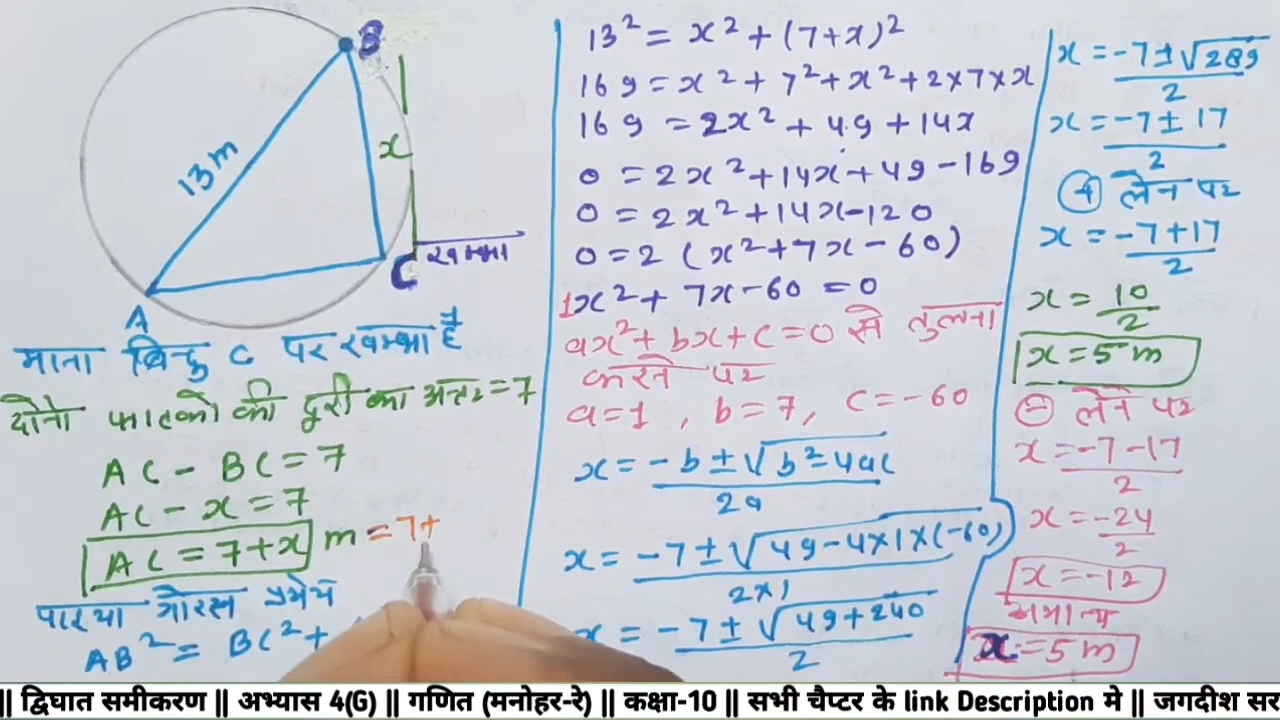 B
13m
x
C
खम्भा
A
माना बिन्दु C पर खम्भा है
दोनो फाटको की दूरी का अन्तर = 7
AC - BC = 7
AC - x = 7
AC = 7+x m = 7+
पाइथागोरस प्रमेय
AB² = BC² +
13² = x² + (7+x)²
169 = x² + 7² + x² + 2×7×x
169 = 2x² + 49 + 14x
0 = 2x² + 14x + 49 - 169
0 = 2x² + 14x - 120
0 = 2 (x² + 7x - 60)
1x² + 7x - 60 = 0
ax² + bx + c = 0 से तुलना
करने पर
a=1, b=7, c=-60
x = -b ± √b²-4ac / 2a
x = -7 ± √49-4×1×(-60) / 2×1
x = -7 ± √49+240 / 2
x = -7 ± √289 / 2
x = -7 ± 17 / 2
(+) लेने पर
x = -7+17 / 2
x = 10 / 2
x = 5 m
(-) लेने पर
x = -7-17 / 2
x = -24 / 2
x = -12
अमान्य
x = 5 m
|| द्विघात समीकरण || अभ्यास 4(G) || गणित (मनोहर-रे) || कक्षा-10 || सभी चैप्टर के link Description मे || जगदीश सर